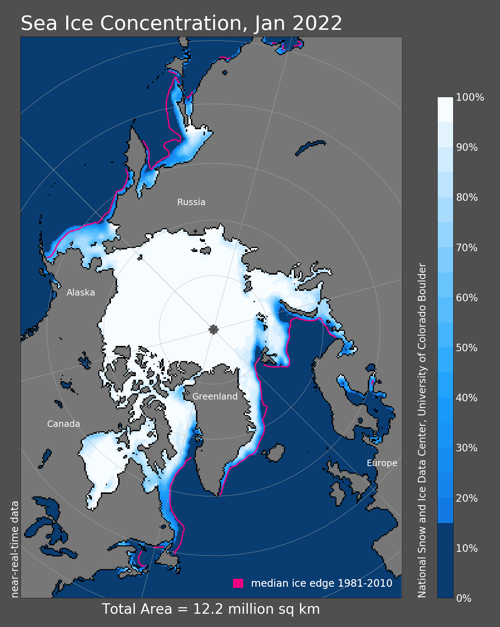 Sea Ice Concentration, Jan 2022
Russia
Alaska
Greenland
Canada
Europe
near-real-time data
median ice edge 1981-2010
Total Area = 12.2 million sq km
100%
90%
80%
70%
60%
50%
40%
30%
20%
10%
0%
National Snow and Ice Data Center, University of Colorado Boulder